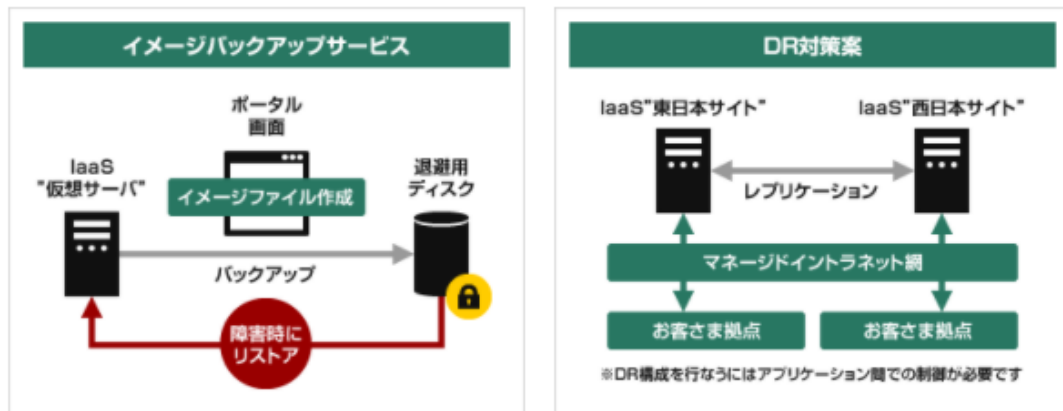 イメージバックアップサービス
ポータル
画面
IaaS
"仮想サーバ"
イメージファイル作成
退避用
ディスク
バックアップ
障害時に
リストア
DR対策案
IaaS"東日本サイト"
IaaS"西日本サイト"
レプリケーション
マネージドイントラネット網
お客さま拠点
お客さま拠点
※DR構成を行なうにはアプリケーション間での制御が必要です